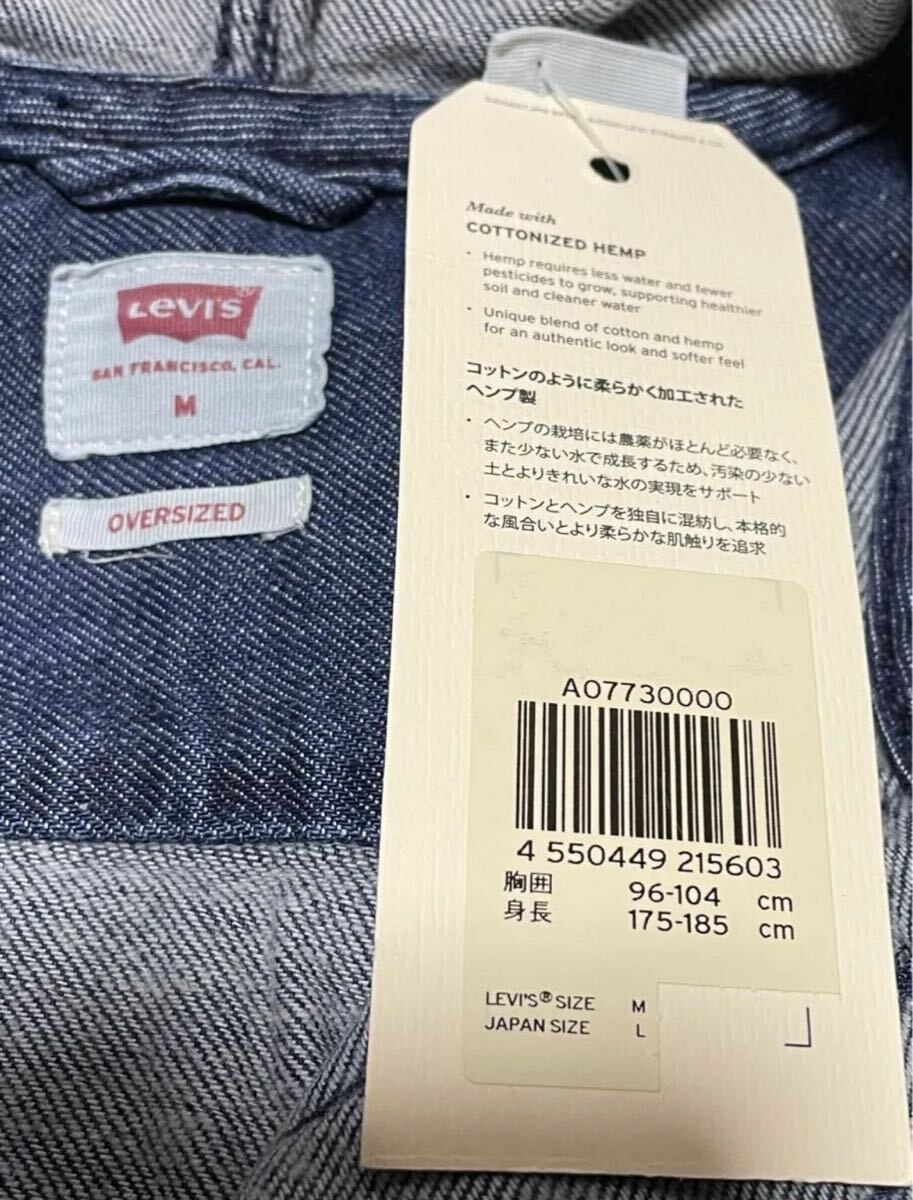 LEVI'S
SAN FRANCISCO, CAL.
M
OVERSIZED
Made with
COTTONIZED HEMP
• Hemp requires less water and fewer
pesticides to grow, supporting healthier
soil and cleaner water
• Unique blend of cotton and hemp
for an authentic look and softer feel
コットンのように柔らかく加工された
ヘンプ製
• ヘンプの栽培には農薬がほとんど必要なく、
また少ない水で成長するため、汚染の少ない
土とよりきれいな水の実現をサポート
• コットンとヘンプを独自に混紡し、本格的
な風合いとより柔らかな肌触りを追求
A07730000
4 550449 215603
胸囲 96-104 cm
身長 175-185 cm
LEVI'S® SIZE M
JAPAN SIZE L